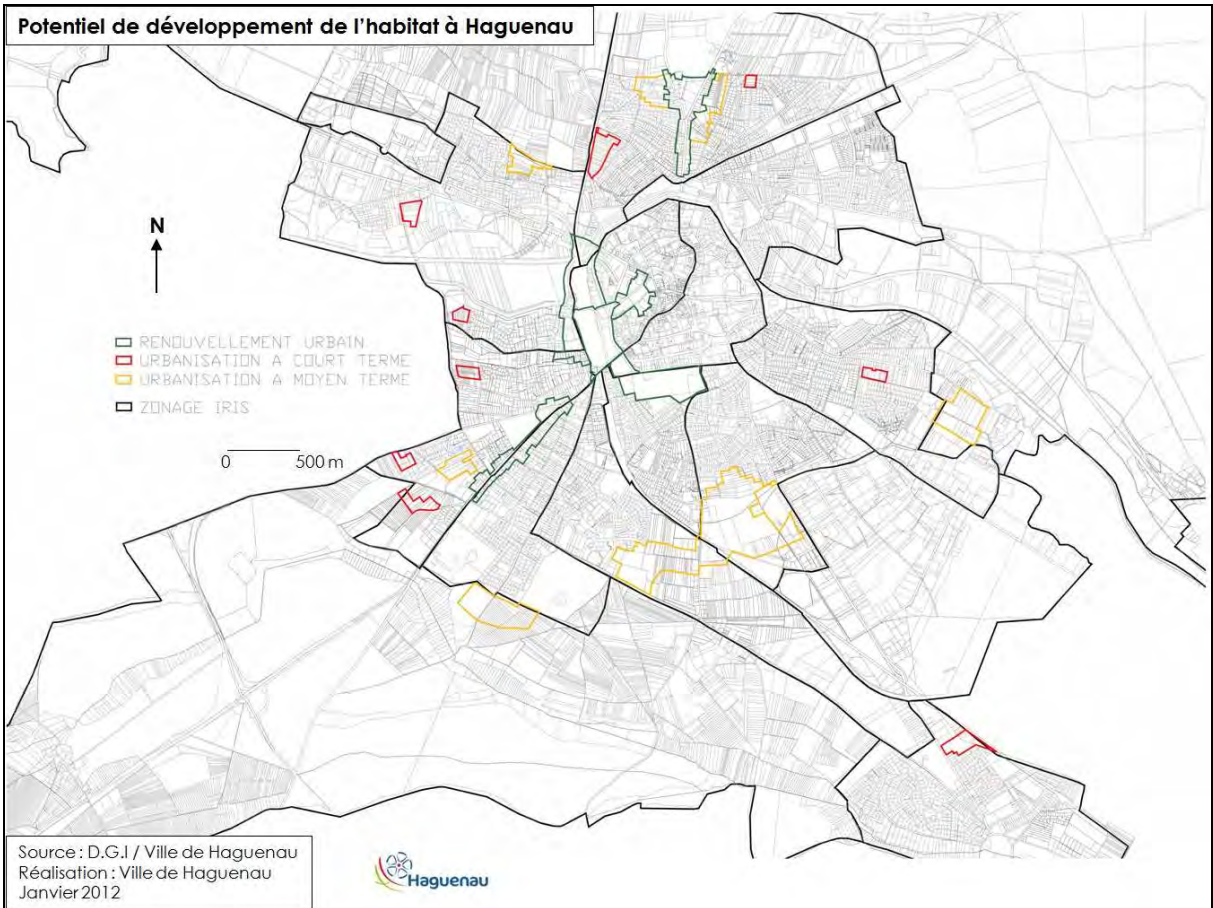 Potentiel de développement de l'habitat à Haguenau
N
RENOUVELLEMENT URBAIN
URBANISATION A COURT TERME
URBANISATION A MOYEN TERME
ZONAGE IRIS
0 500 m
Source : D.G.I / Ville de Haguenau
Réalisation : Ville de Haguenau
Janvier 2012
Haguenau